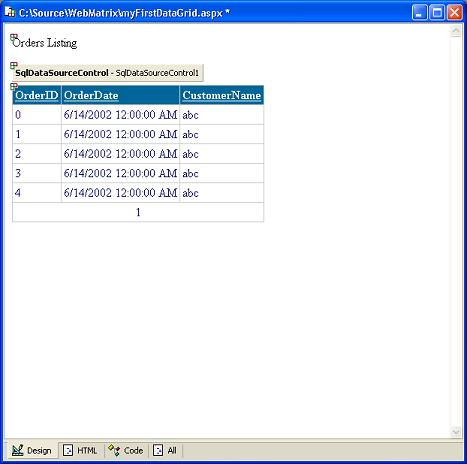 C:\Source\WebMatrix\myFirstDataGrid.aspx *
Orders Listing
SqlDataSourceControl - SqlDataSourceControl1
OrderID OrderDate CustomerName
0 6/14/2002 12:00:00 AM abc
1 6/14/2002 12:00:00 AM abc
2 6/14/2002 12:00:00 AM abc
3 6/14/2002 12:00:00 AM abc
4 6/14/2002 12:00:00 AM abc
1
Design HTML Code All